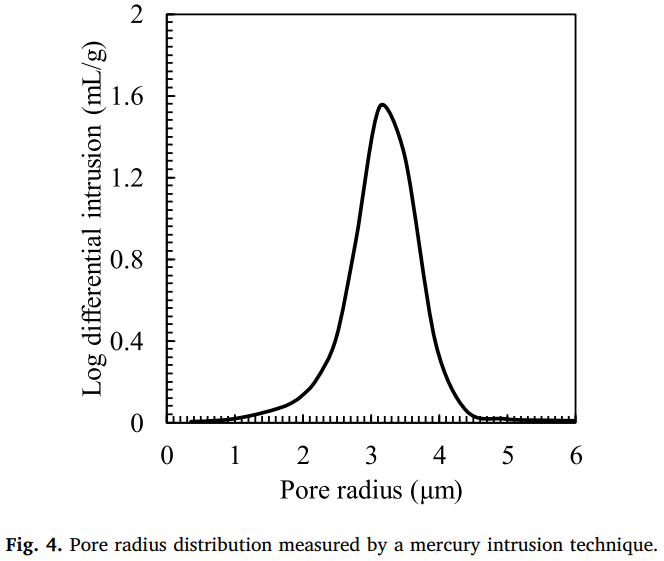 2
1.6
1.2
0.8
0.4
0
Log differential intrusion (mL/g)
0 1 2 3 4 5 6
Pore radius (μm)
Fig. 4. Pore radius distribution measured by a mercury intrusion technique.